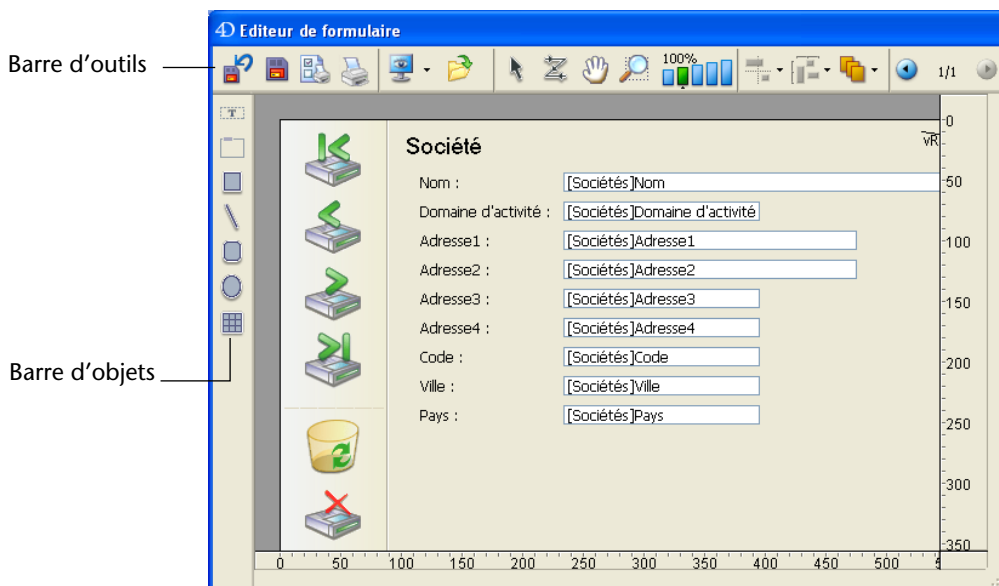 4D Editeur de formulaire
Barre d'outils
100%
1/1
T
Société
vR
Nom : [Sociétés]Nom
Domaine d'activité : [Sociétés]Domaine d'activité
Adresse1 : [Sociétés]Adresse1
Adresse2 : [Sociétés]Adresse2
Adresse3 : [Sociétés]Adresse3
Adresse4 : [Sociétés]Adresse4
Code : [Sociétés]Code
Ville : [Sociétés]Ville
Pays : [Sociétés]Pays
Barre d'objets
0
50
100
150
200
250
300
350
0 50 100 150 200 250 300 350 400 450 500